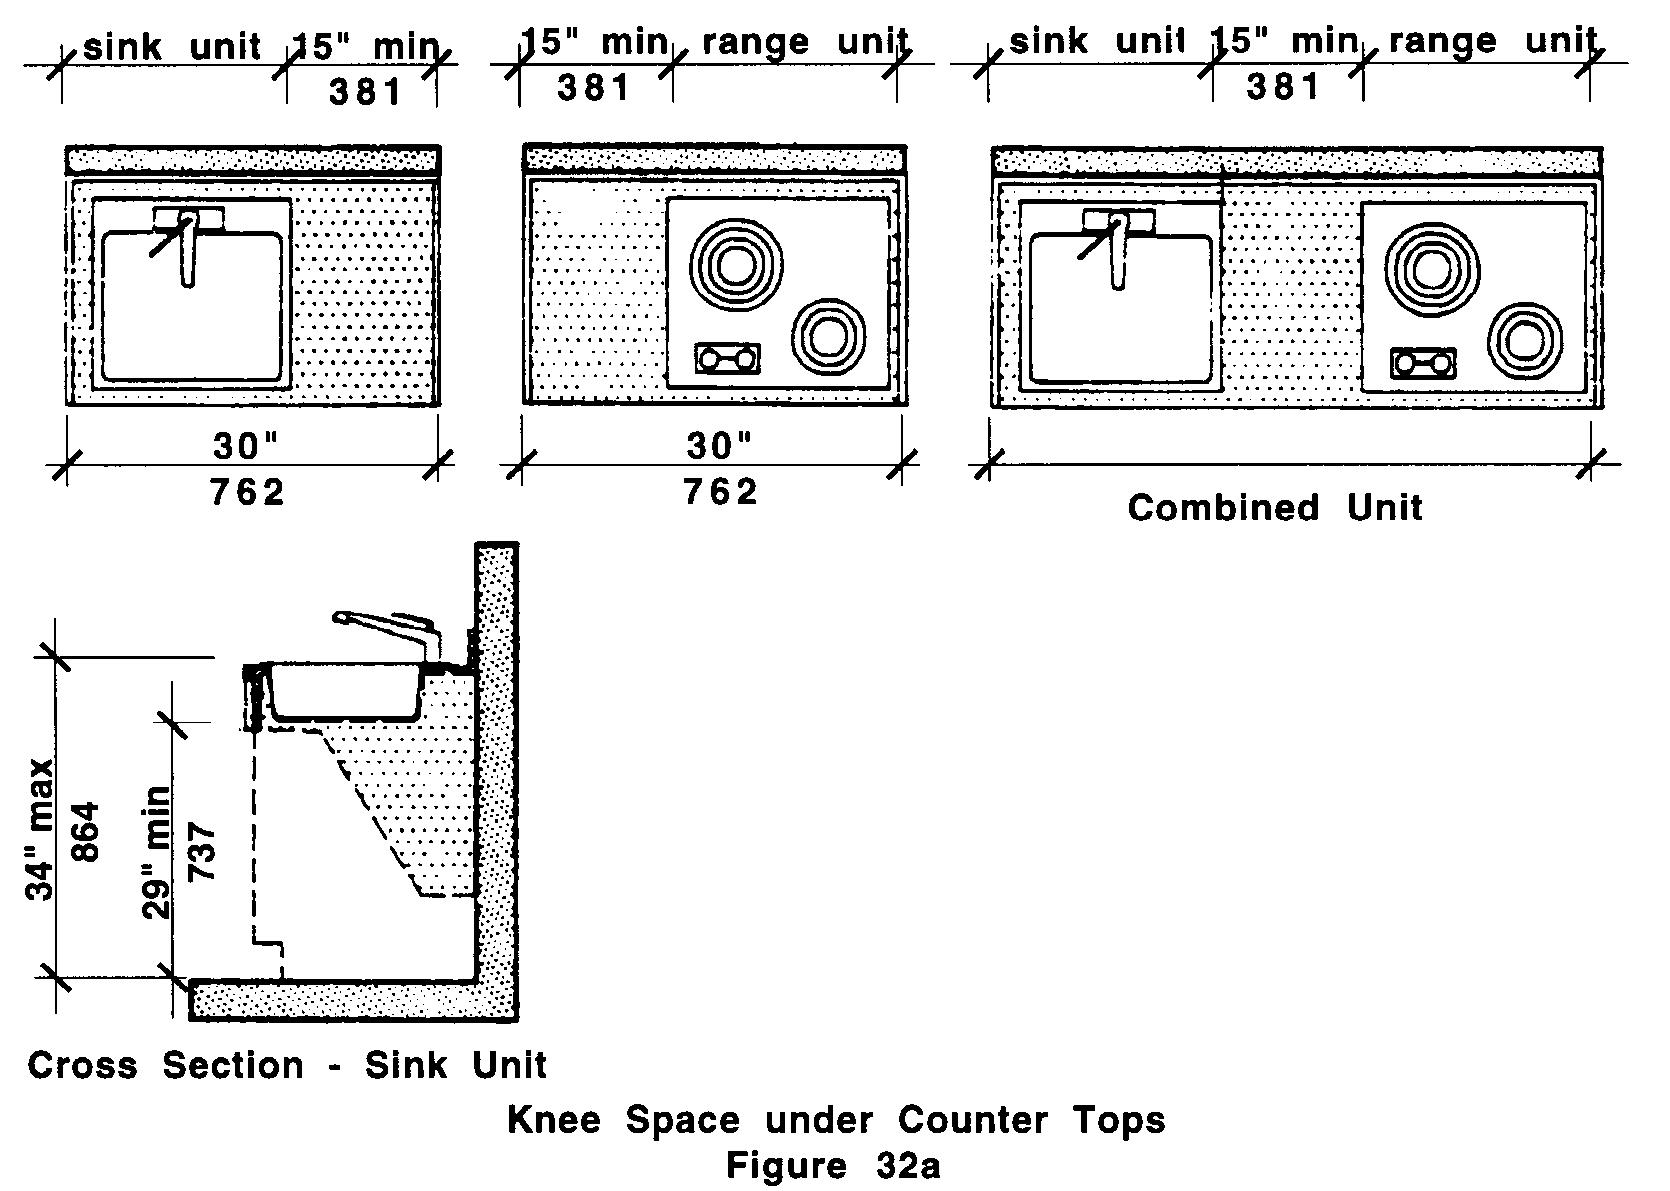 sink unit 15" min
381
15" min range unit
381
sink unit 15" min range unit
381
30"
762
30"
762
Combined Unit
34" max
864
29" min
737
Cross Section - Sink Unit
Knee Space under Counter Tops
Figure 32a